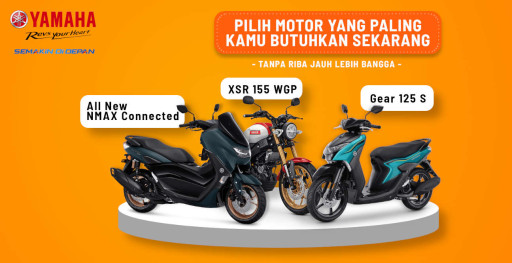 YAMAHA
Revs Your Heart
SEMAKIN DI DEPAN
PILIH MOTOR YANG PALING
KAMU BUTUHKAN SEKARANG
- TANPA RIBA JAUH LEBIH BANGGA -
XSR 155 WGP
All New
NMAX Connected
Gear 125 S